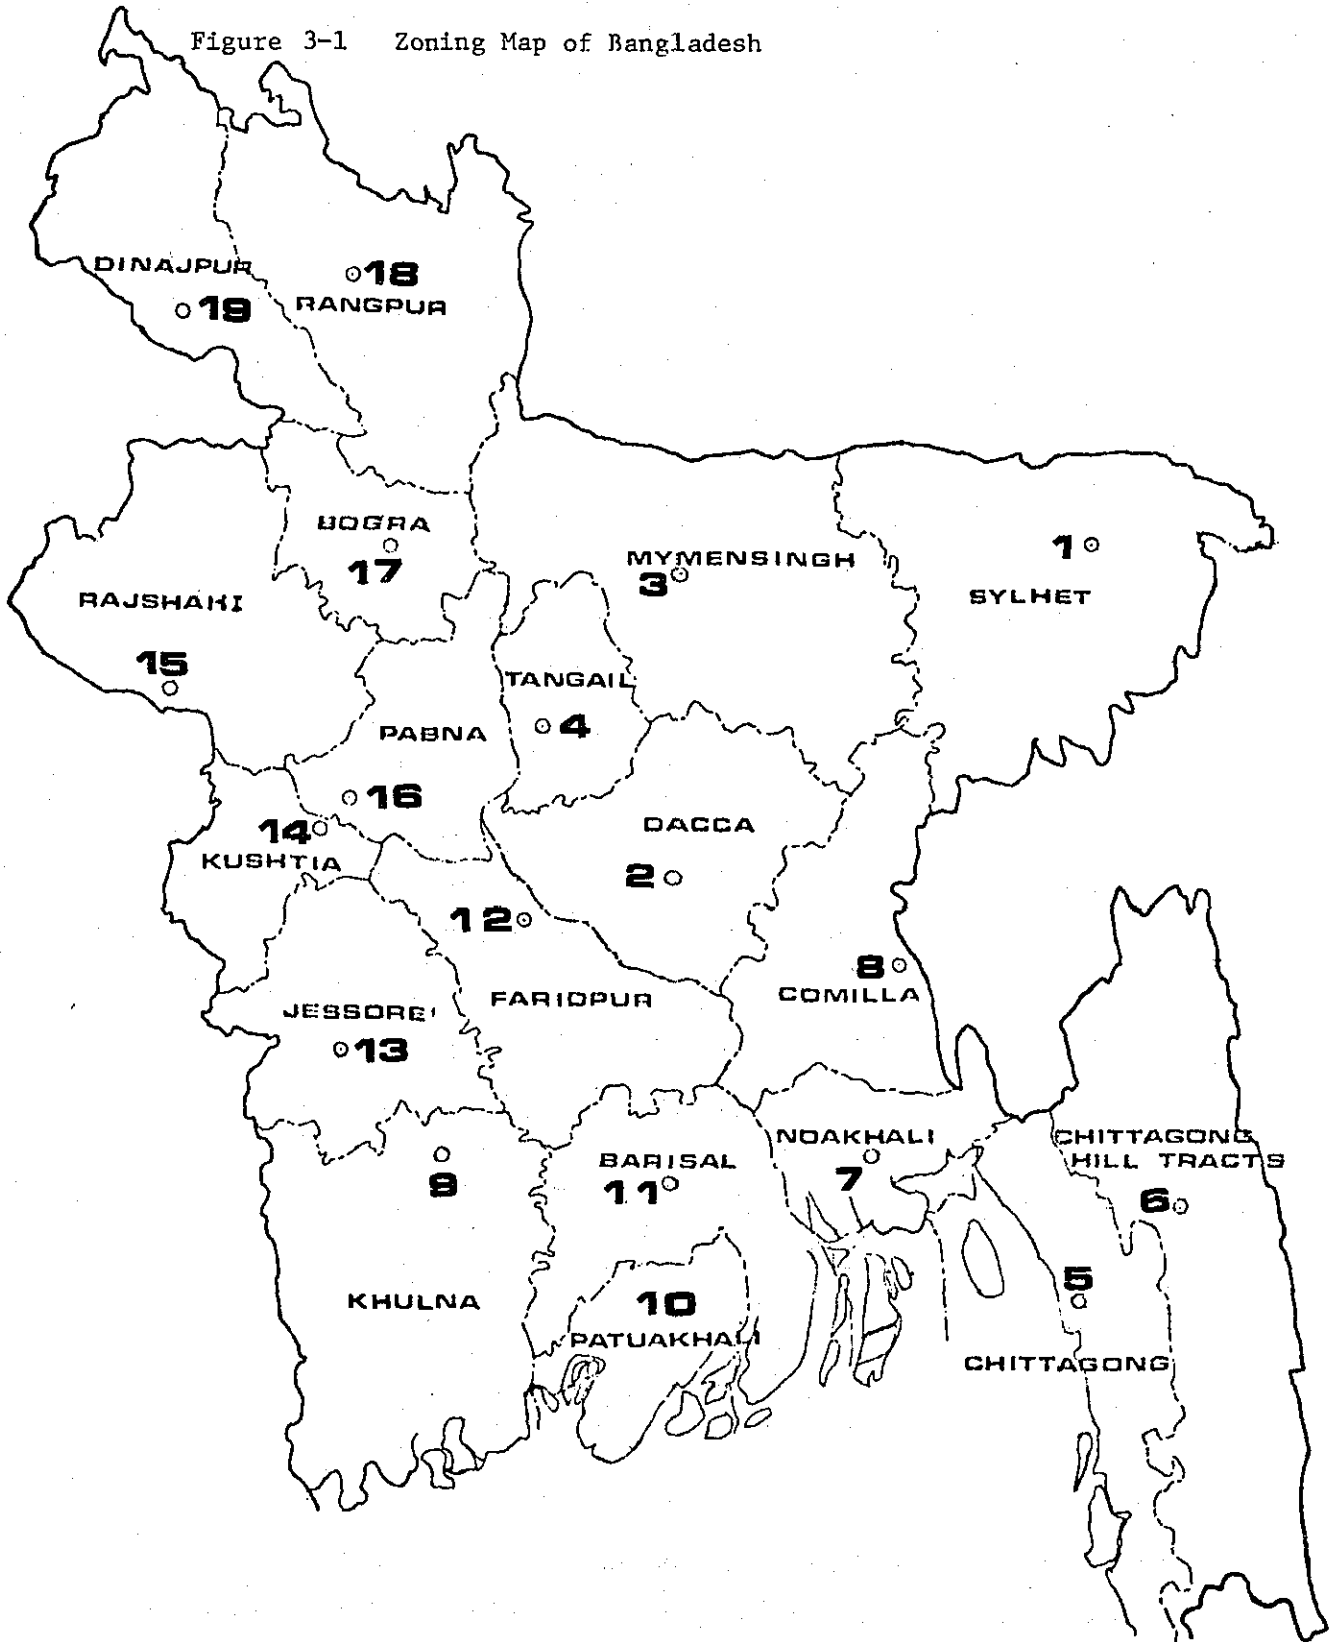 Figure 3-1 Zoning Map of Bangladesh
DINAJPUR
18
19
RANGPUR
BOGRA
17
MYMENSINGH
3
1
SYLHET
RAJSHAHI
15
TANGAIL
4
PABNA
16
14
KUSHTIA
DACCA
2
12
FARIDPUR
8
COMILLA
JESSORE
13
NOAKHALI
7
CHITTAGONG
HILL TRACTS
6
9
BARISAL
11
5
KHULNA
10
PATUAKHALI
CHITTAGONG